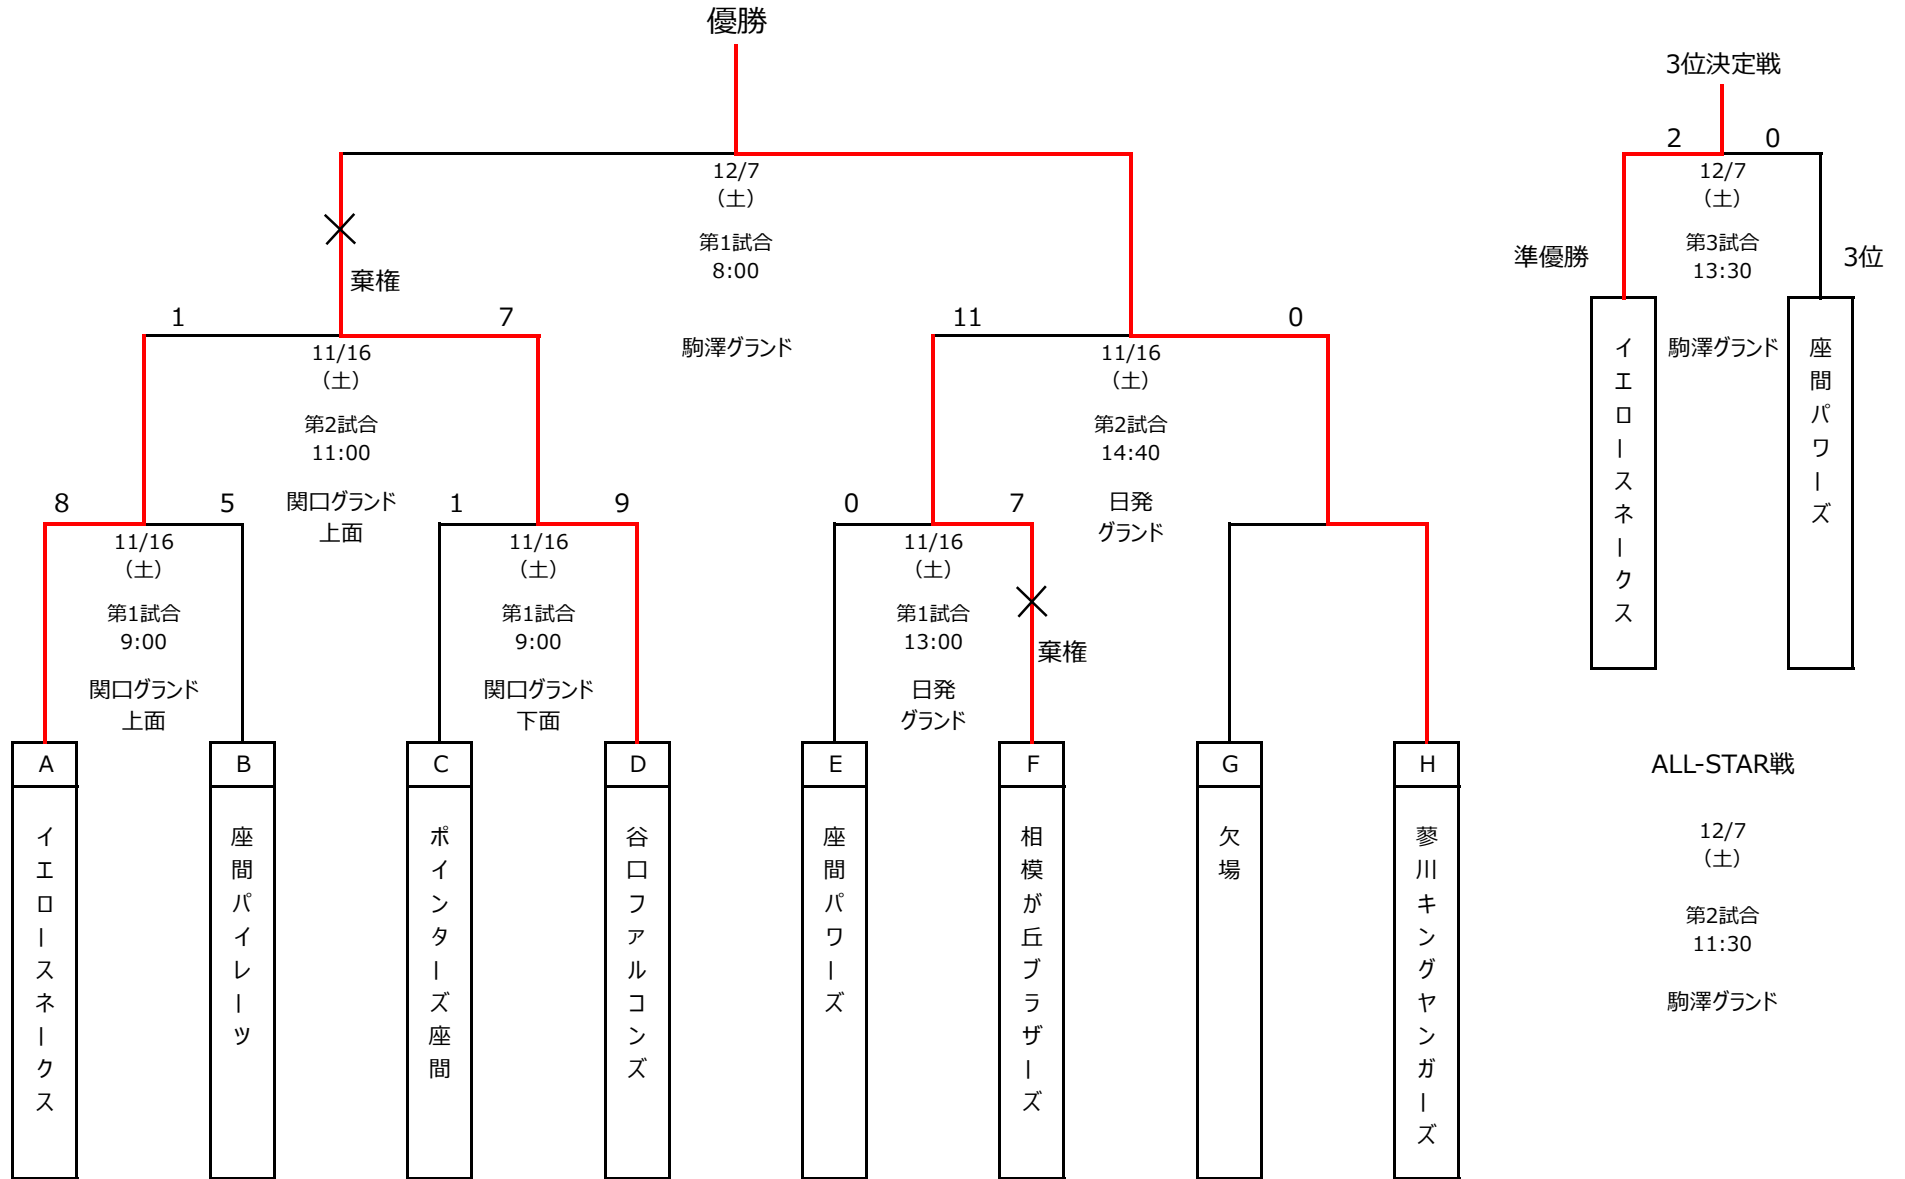 優勝
12/7
（土）
第1試合
8:00
駒澤グランド
棄権
1
7
11/16
（土）
第2試合
11:00
関口グランド
上面
11
0
11/16
（土）
第2試合
14:40
日発
グランド
8
5
11/16
（土）
第1試合
9:00
関口グランド
上面
1
9
11/16
（土）
第1試合
9:00
関口グランド
下面
0
7
11/16
（土）
第1試合
13:00
日発
グランド
棄権
A
イエロースネークス
B
座間パイレーツ
C
ポインターズ座間
D
谷口ファルコンズ
E
座間パワーズ
F
相模が丘ブラザーズ
G
欠場
H
蓼川キングヤンガーズ
3位決定戦
2
0
12/7
（土）
第3試合
13:30
準優勝
3位
駒澤グランド
イエロースネークス
座間パワーズ
ALL-STAR戦
12/7
（土）
第2試合
11:30
駒澤グランド